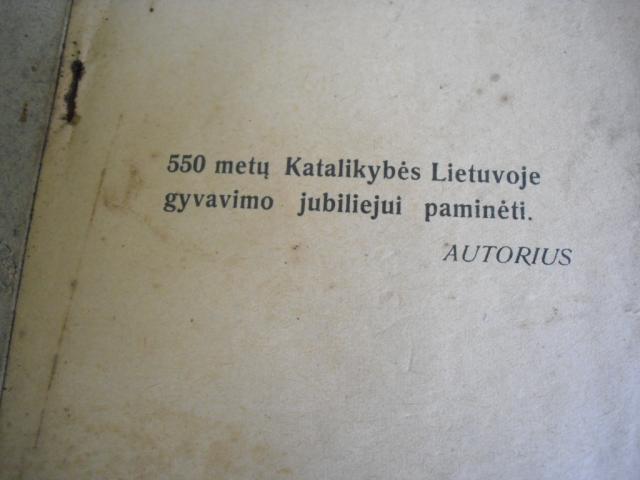 550 metų Katalikybės Lietuvoje
gyvavimo jubiliejui paminėti.
AUTORIUS